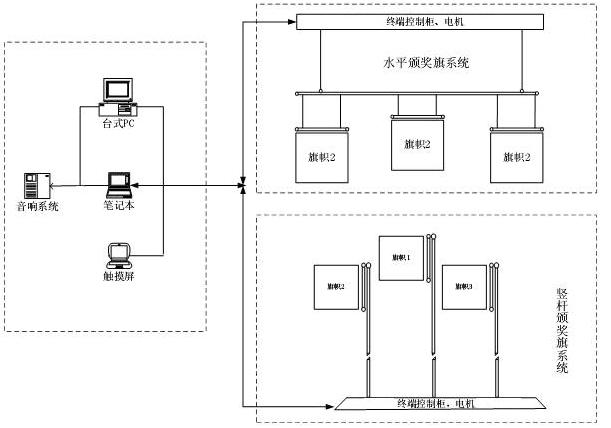 终端控制柜、电机
水平颁奖旗系统
旗帜2
旗帜2
旗帜2
台式PC
音响系统
笔记本
触摸屏
旗帜1
旗帜2
旗帜3
竖杆颁奖旗系统
终端控制柜，电机